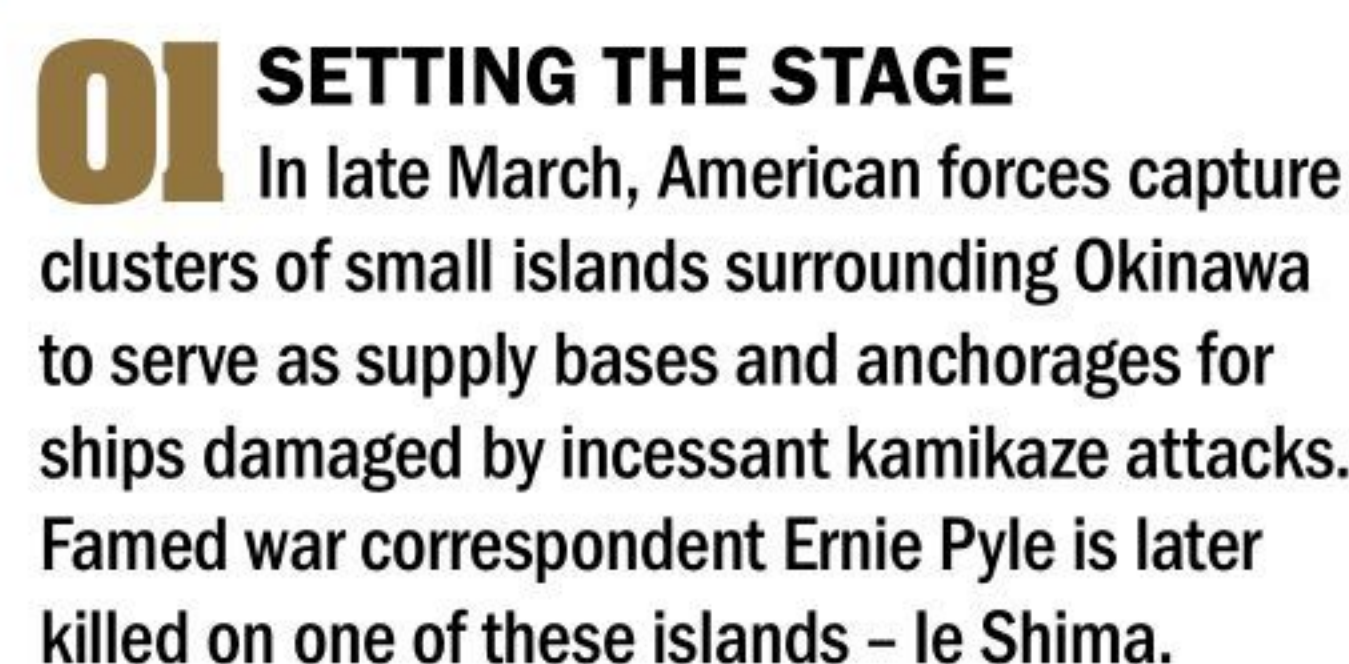 01 SETTING THE STAGE
In late March, American forces capture
clusters of small islands surrounding Okinawa
to serve as supply bases and anchorages for
ships damaged by incessant kamikaze attacks.
Famed war correspondent Ernie Pyle is later
killed on one of these islands – Ie Shima.